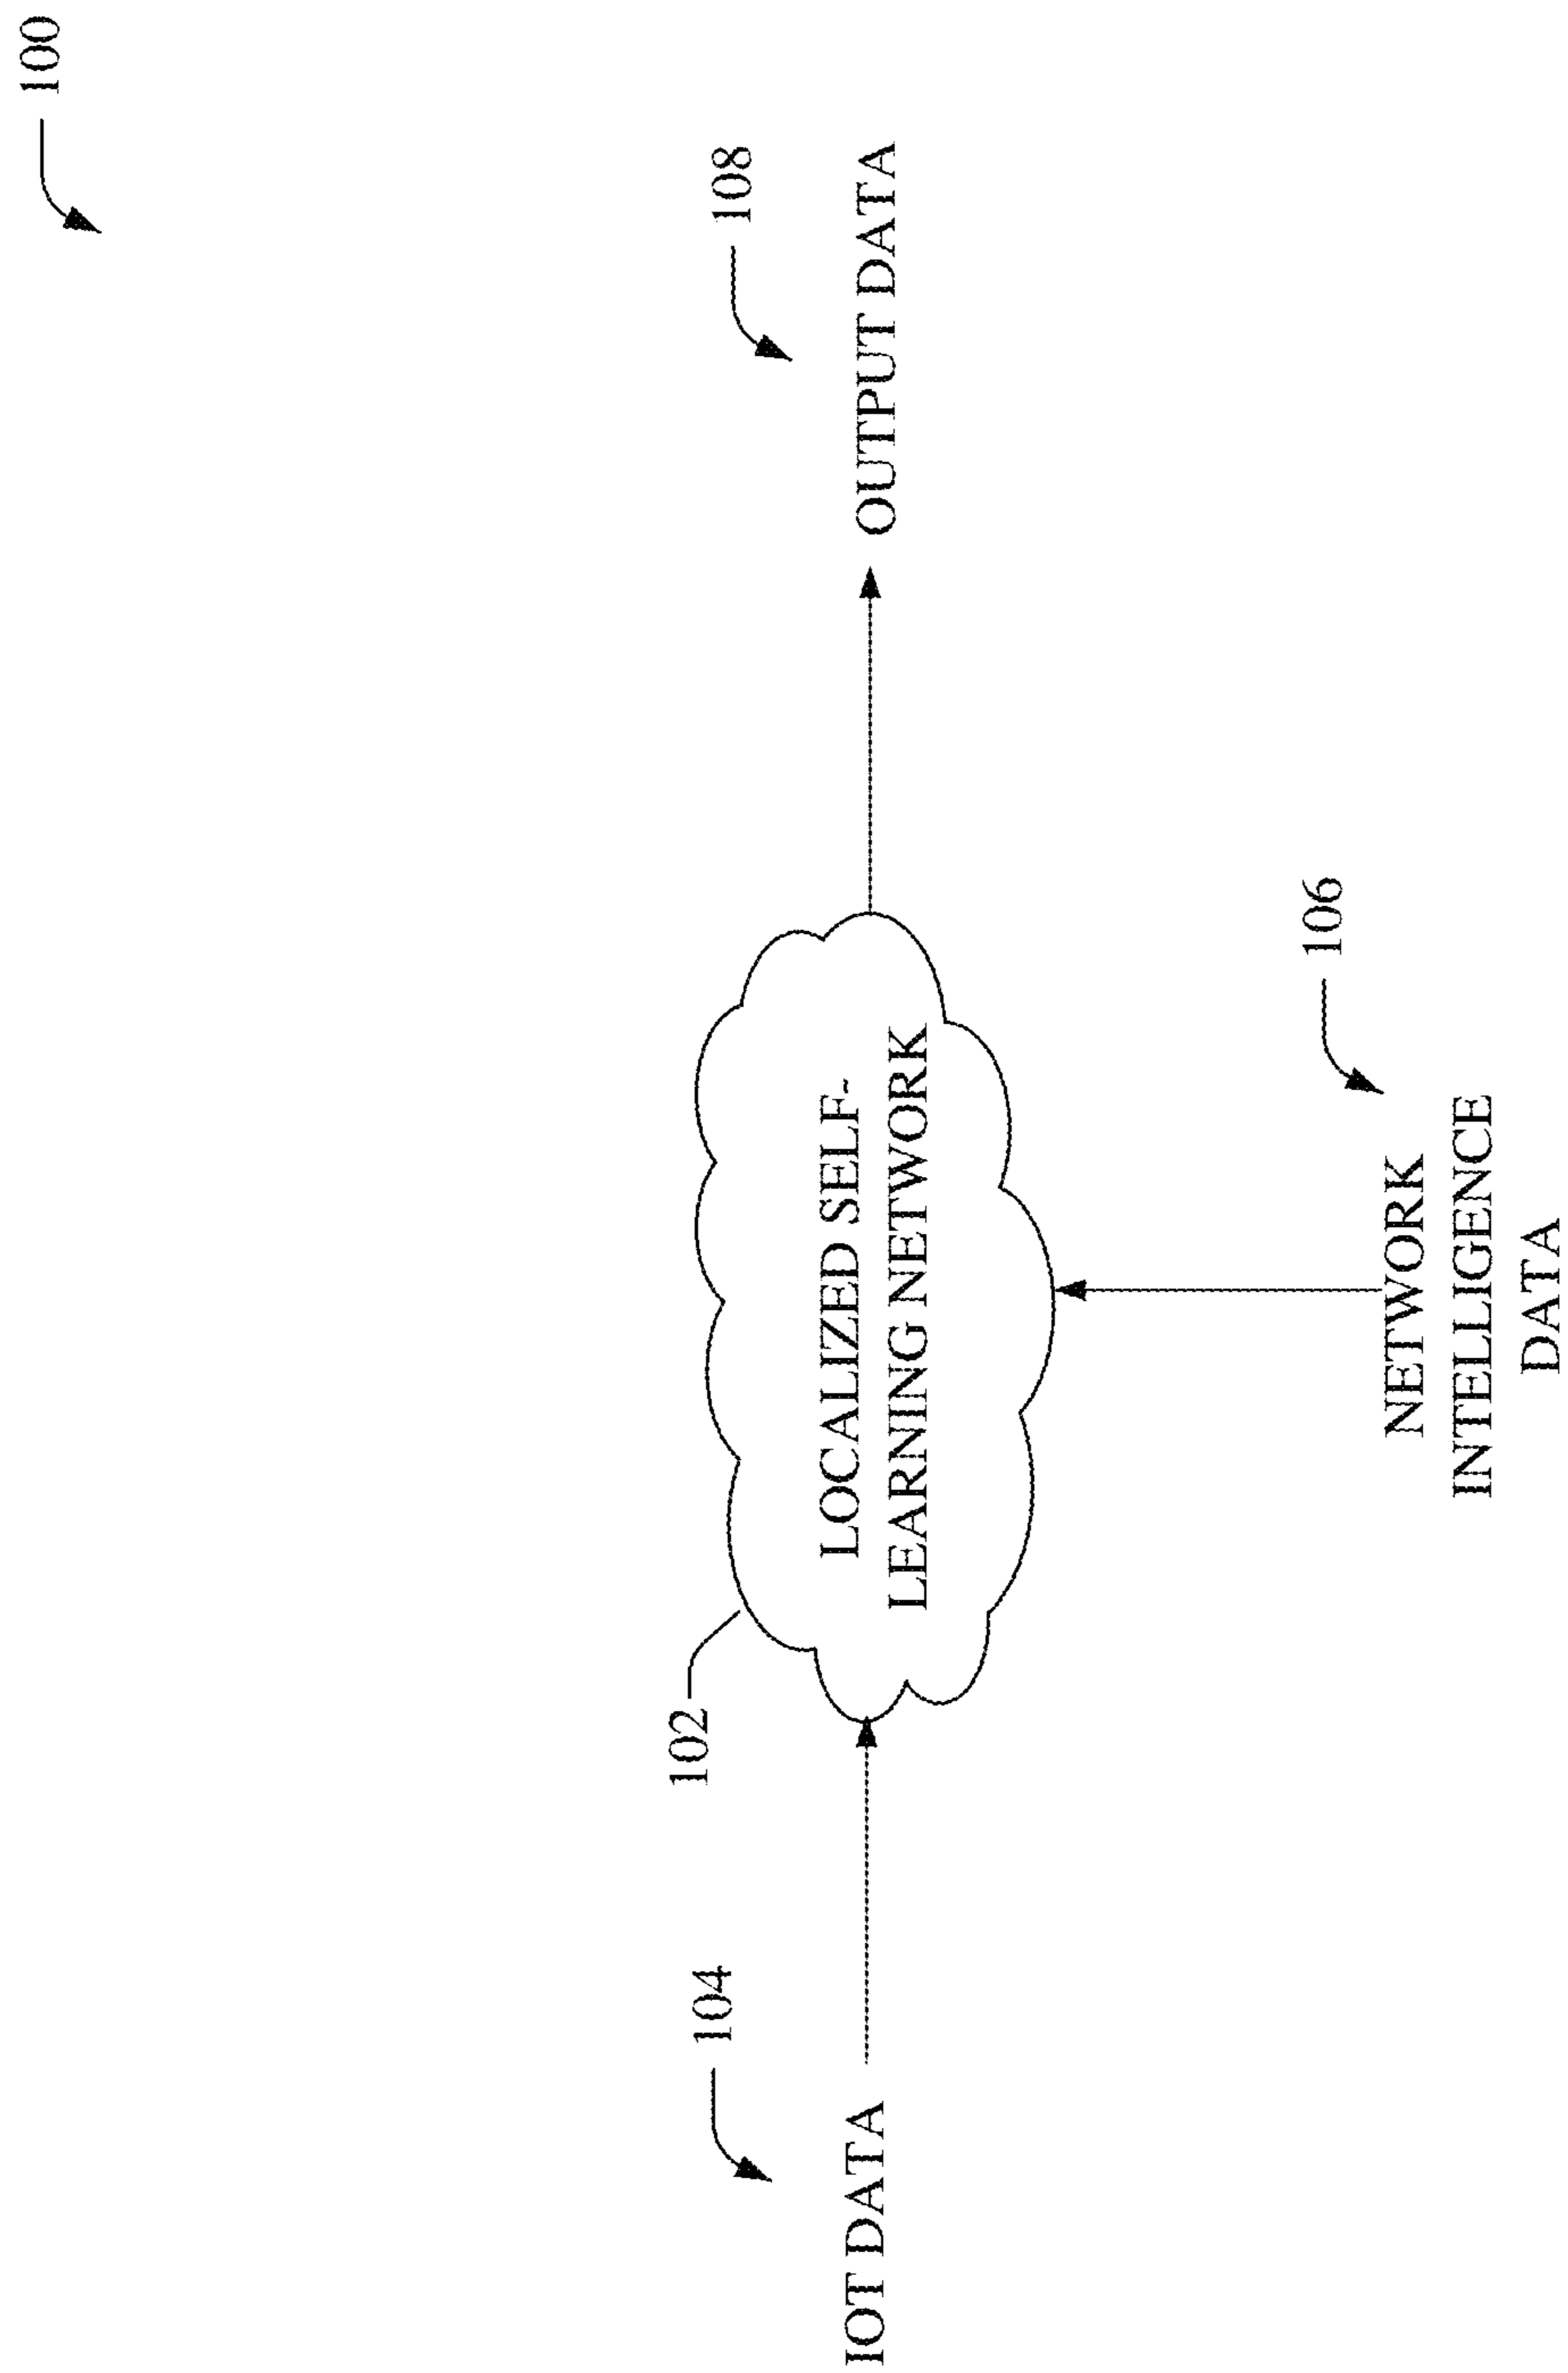 100
108
102
104
IOT DATA
LOCALIZED SELF-
LEARNING NETWORK
OUTPUT DATA
106
NETWORK
INTELLIGENCE
DATA